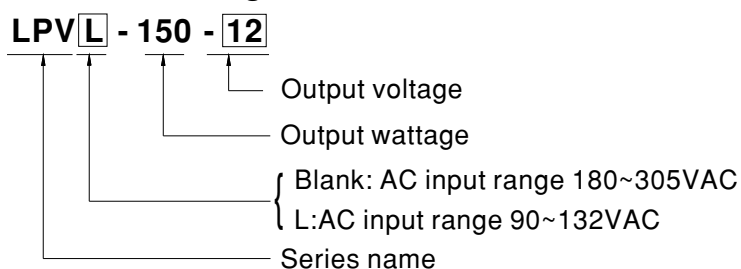 LPV L - 150 - 12
Output voltage
Output wattage
Blank: AC input range 180~305VAC
L:AC input range 90~132VAC
Series name